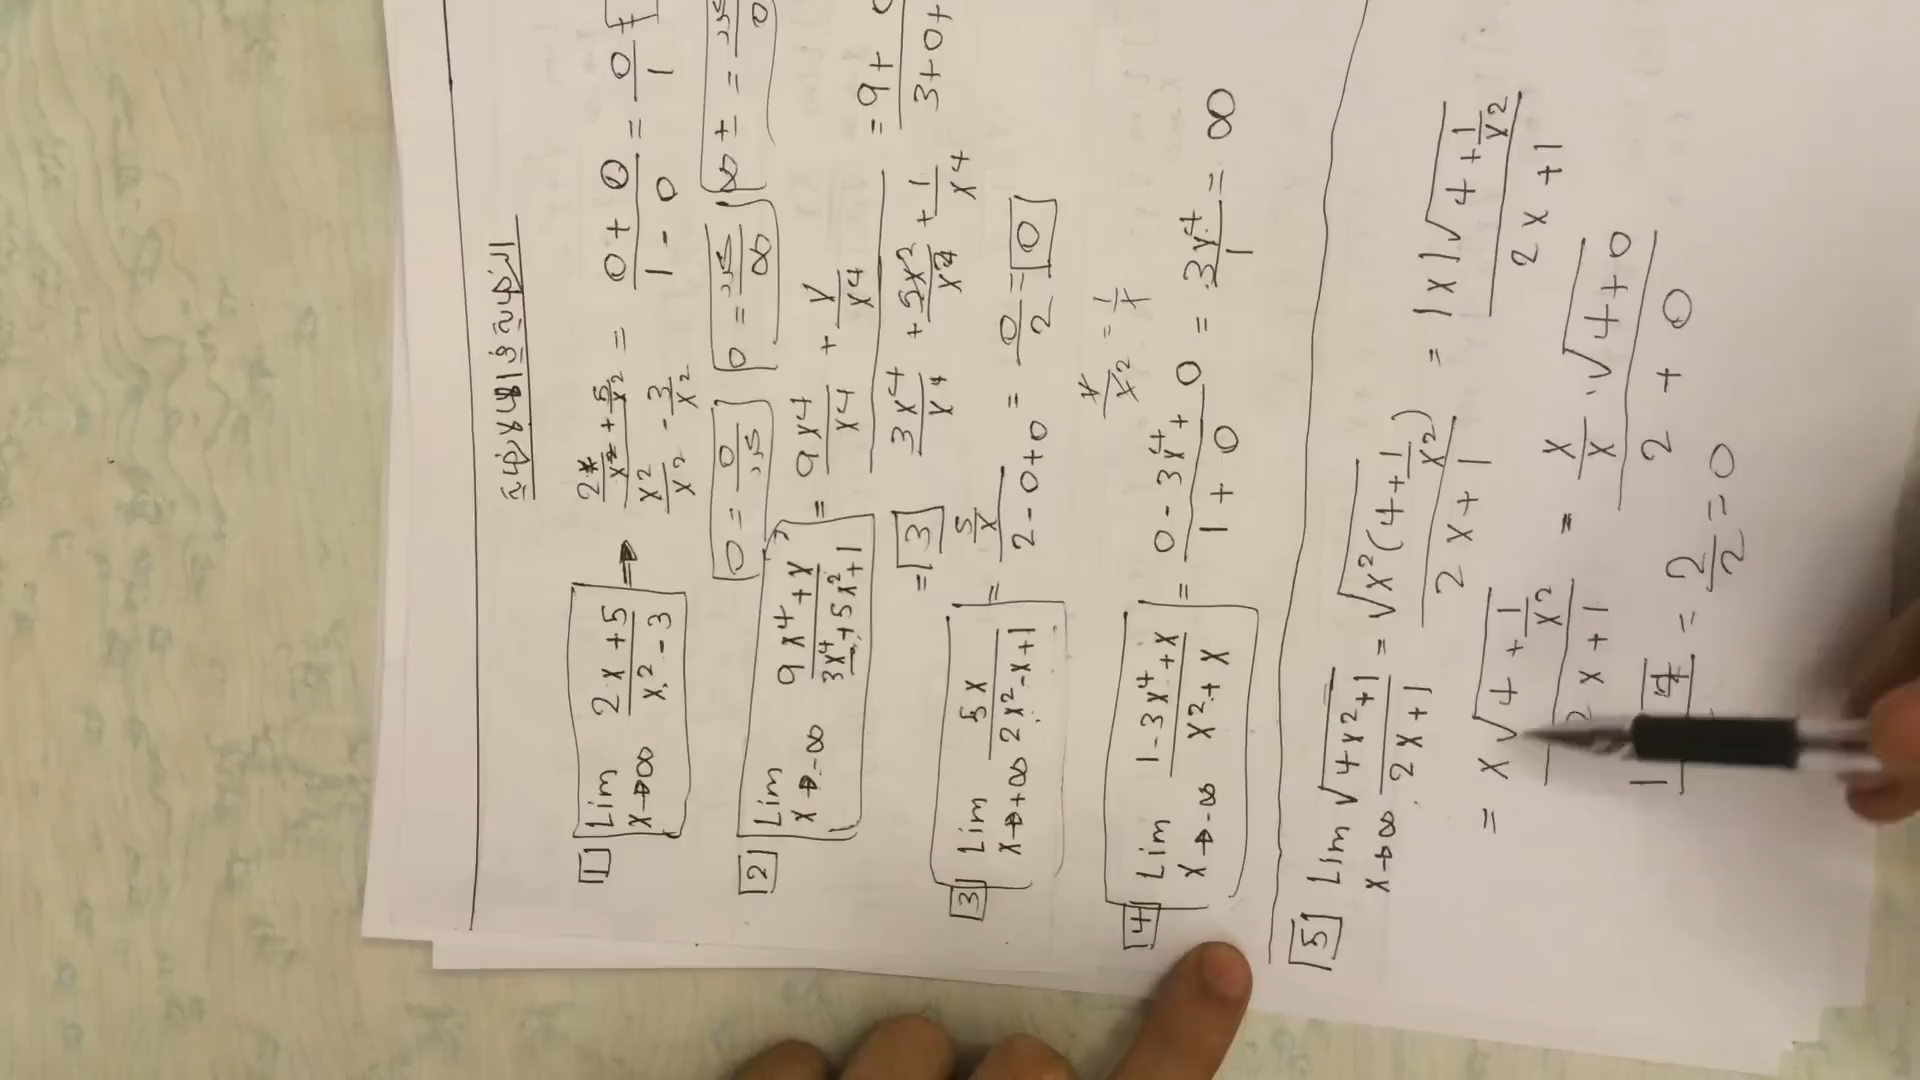 [1] Lim x→∞ (2x+5)/(x²-3) → (2x/x² + 5/x²)/(x²/x² - 3/x²) = (0+0)/(1-0) = 0/1
0 = 0/ 0 = /∞ ∞ ± = /0
[2] Lim x→-∞ (9x⁴+x)/(3x⁴+5x²+1) = (9x⁴/x⁴ + x/x⁴)/(3x⁴/x⁴ + 5x²/x⁴ + 1/x⁴) = 9+ / 3+0+
= [3]
[3] Lim x→+∞ 5x/(2x²-x+1) = (5/x)/(2-0+0) = 0/2 = [0]
x/x² = 1/x
[4] Lim x→-∞ (1-3x⁴+x)/(x²+x) = (0-3x⁴+0)/(1+0) = 3x⁴/1 = ∞
[5] Lim x→∞ √(4x²+1)/(2x+1) = √(x²(4+1/x²))/(2x+1) = |x|√(4+1/x²)/(2x+1)
= x√(4+1/x²)/(2x+1) = x/x · √(4+0)/(2+0)
= 2/2 = 0